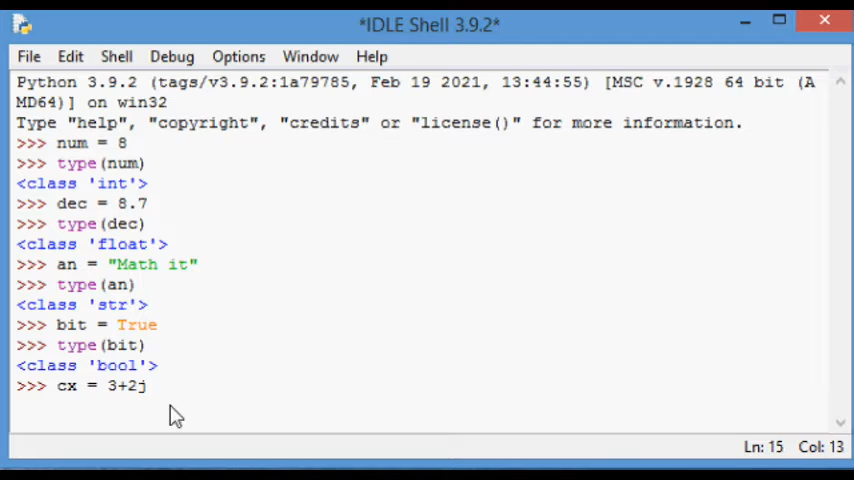 *IDLE Shell 3.9.2*
File Edit Shell Debug Options Window Help
Python 3.9.2 (tags/v3.9.2:1a79785, Feb 19 2021, 13:44:55) [MSC v.1928 64 bit (A
MD64)] on win32
Type "help", "copyright", "credits" or "license()" for more information.
>>> num = 8
>>> type(num)
<class 'int'>
>>> dec = 8.7
>>> type(dec)
<class 'float'>
>>> an = "Math it"
>>> type(an)
<class 'str'>
>>> bit = True
>>> type(bit)
<class 'bool'>
>>> cx = 3+2j
Ln: 15 Col: 13